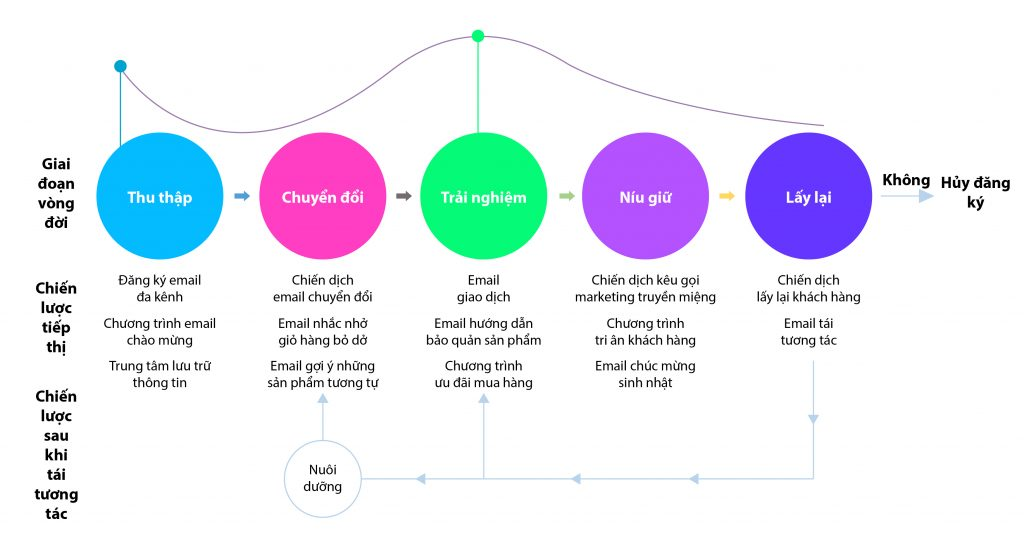 Giai
đoạn
vòng
đời
Thu thập
Chuyển đổi
Trải nghiệm
Níu giữ
Lấy lại
Không
Hủy đăng
ký
Chiến
lược
tiếp
thị
Đăng ký email
đa kênh
Chương trình email
chào mừng
Trung tâm lưu trữ
thông tin
Chiến dịch
email chuyển đổi
Email nhắc nhở
giỏ hàng bỏ dở
Email gợi ý những
sản phẩm tương tự
Email
giao dịch
Email hướng dẫn
bảo quản sản phẩm
Chương trình
ưu đãi mua hàng
Chiến dịch kêu gọi
marketing truyền miệng
Chương trình
tri ân khách hàng
Email chúc mừng
sinh nhật
Chiến dịch
lấy lại khách hàng
Email tái
tương tác
Chiến
lược
sau
khi
tái
tương
tác
Nuôi
dưỡng